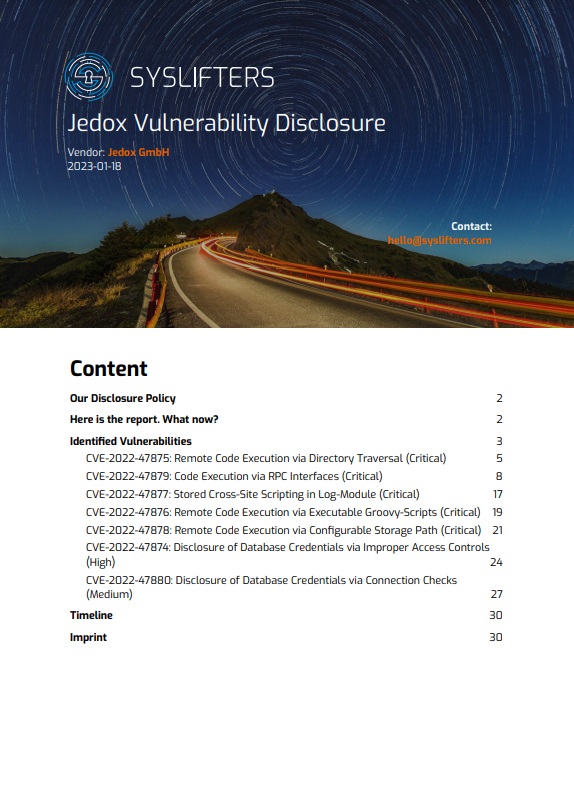 SYSLIFTERS
Jedox Vulnerability Disclosure
Vendor: Jedox GmbH
2023-01-18
Contact:
hello@syslifters.com
Content
Our Disclosure Policy 2
Here is the report. What now? 2
Identified Vulnerabilities 3
CVE-2022-47875: Remote Code Execution via Directory Traversal (Critical) 5
CVE-2022-47879: Code Execution via RPC Interfaces (Critical) 8
CVE-2022-47877: Stored Cross-Site Scripting in Log-Module (Critical) 17
CVE-2022-47876: Remote Code Execution via Executable Groovy-Scripts (Critical) 19
CVE-2022-47878: Remote Code Execution via Configurable Storage Path (Critical) 21
CVE-2022-47874: Disclosure of Database Credentials via Improper Access Controls
(High) 24
CVE-2022-47880: Disclosure of Database Credentials via Connection Checks
(Medium) 27
Timeline 30
Imprint 30